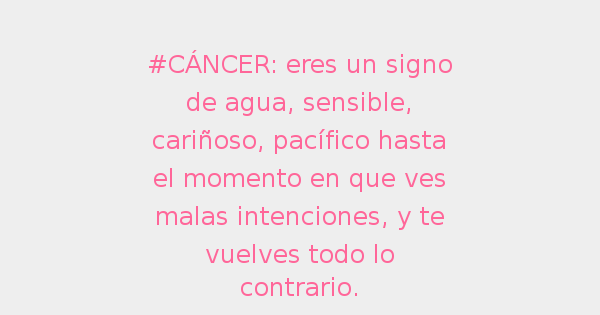 #CÁNCER: eres un signo
de agua, sensible,
cariñoso, pacífico hasta
el momento en que ves
malas intenciones, y te
vuelves todo lo
contrario.